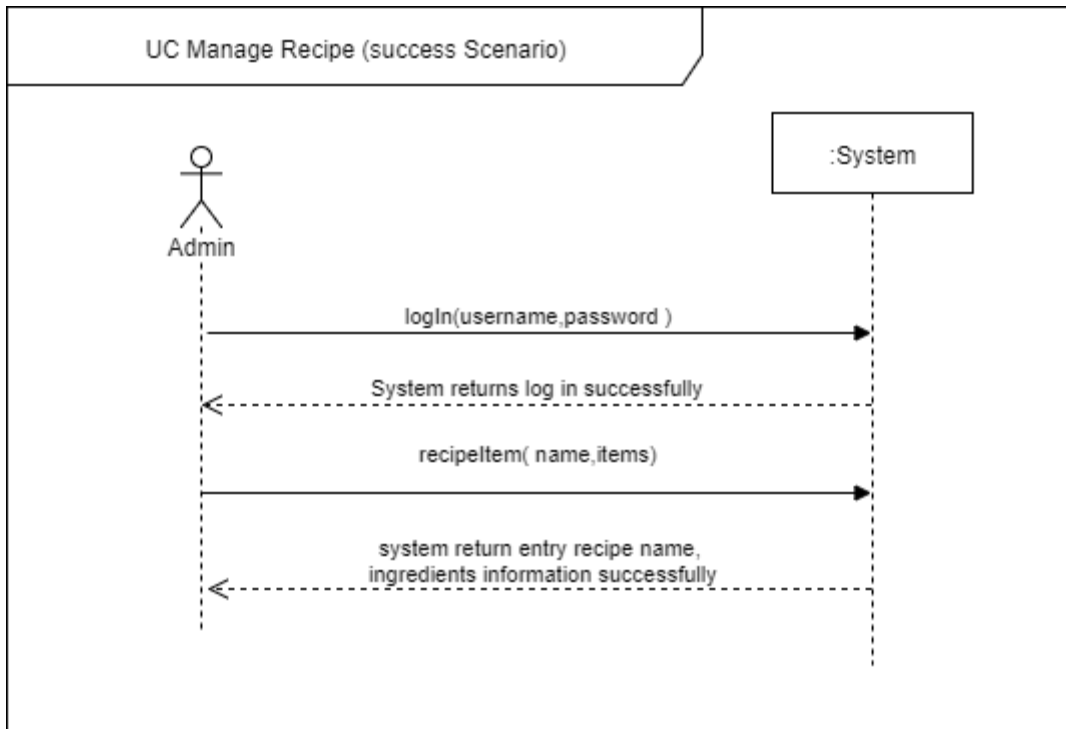 UC Manage Recipe (success Scenario)
:System
Admin
logIn(username,password )
System returns log in successfully
recipeItem( name,items)
system return entry recipe name,
ingredients information successfully